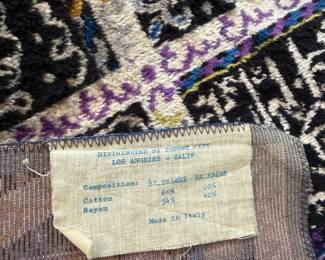 DISTRIBUTED BY IMPORT CITY
LOS ANGELES - CALIF
Composition: by weight by value
Cotton 66% 60%
Rayon 34% 40%
Made in Italy